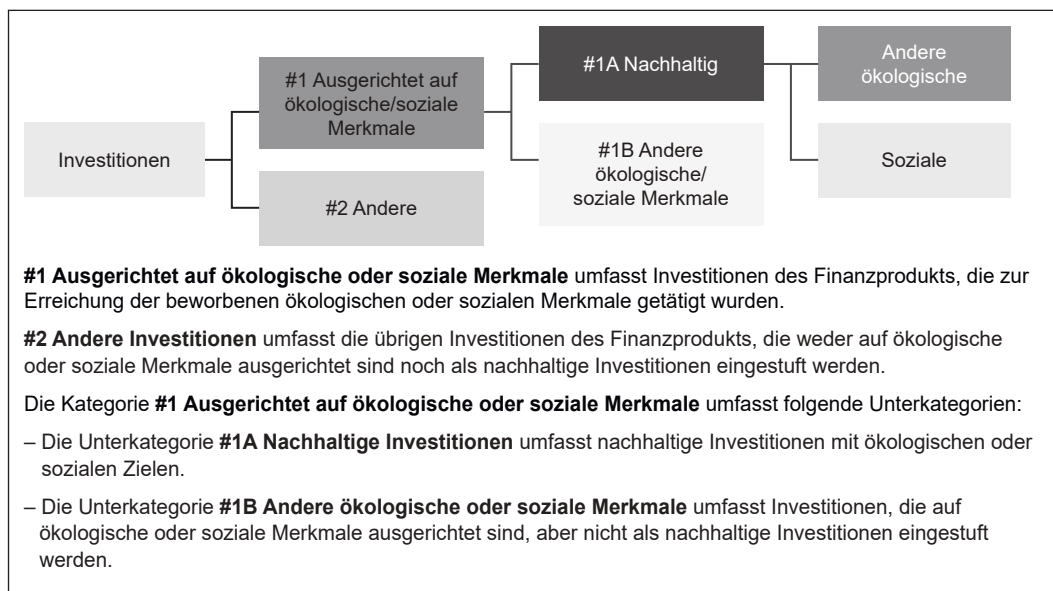 Investitionen
#1 Ausgerichtet auf
ökologische/soziale
Merkmale
#2 Andere
#1A Nachhaltig
#1B Andere
ökologische/
soziale Merkmale
Andere
ökologische
Soziale
#1 Ausgerichtet auf ökologische oder soziale Merkmale umfasst Investitionen des Finanzprodukts, die zur
Erreichung der beworbenen ökologischen oder sozialen Merkmale getätigt wurden.
#2 Andere Investitionen umfasst die übrigen Investitionen des Finanzprodukts, die weder auf ökologische
oder soziale Merkmale ausgerichtet sind noch als nachhaltige Investitionen eingestuft werden.
Die Kategorie #1 Ausgerichtet auf ökologische oder soziale Merkmale umfasst folgende Unterkategorien:
– Die Unterkategorie #1A Nachhaltige Investitionen umfasst nachhaltige Investitionen mit ökologischen oder
sozialen Zielen.
– Die Unterkategorie #1B Andere ökologische oder soziale Merkmale umfasst Investitionen, die auf
ökologische oder soziale Merkmale ausgerichtet sind, aber nicht als nachhaltige Investitionen eingestuft
werden.